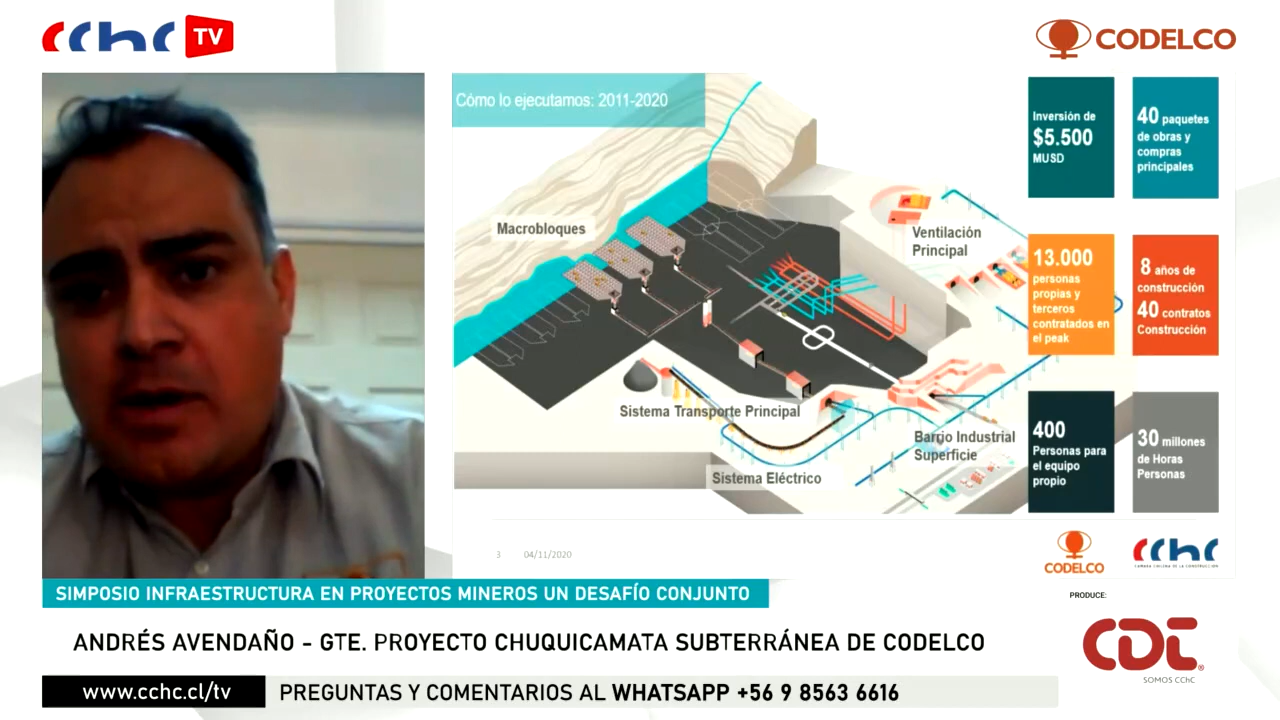 cchc TV
CODELCO
Cómo lo ejecutamos: 2011-2020
Macrobloques
Ventilación
Principal
Sistema Transporte Principal
Barrio Industrial
Superficie
Sistema Eléctrico
Inversión de
$5.500
MUSD
40 paquetes
de obras y
compras
principales
13.000
personas
propias y
terceros
contratados en
el peak
8 años de
construcción
40 contratos
Construcción
400
Personas para
el equipo
propio
30 millones
de Horas
Personas
3 04/11/2020
CODELCO
cchc
CÁMARA CHILENA DE LA CONSTRUCCIÓN
SIMPOSIO INFRAESTRUCTURA EN PROYECTOS MINEROS UN DESAFÍO CONJUNTO
ANDRÉS AVENDAÑO - GTE. PROYECTO CHUQUICAMATA SUBTERRÁNEA DE CODELCO
www.cchc.cl/tv
PREGUNTAS Y COMENTARIOS AL WHATSAPP +56 9 8563 6616
PRODUCE:
CDT®
SOMOS CChC